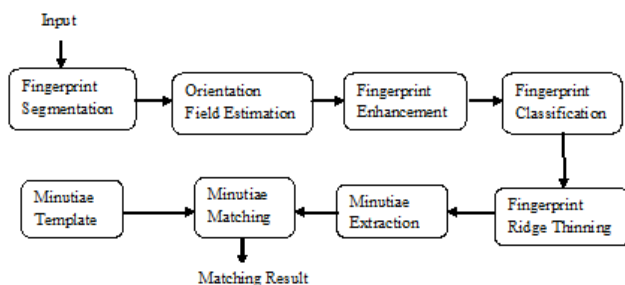 Input
Fingerprint
Segmentation
Orientation
Field Estimation
Fingerprint
Enhancement
Fingerprint
Classification
Minutiae
Template
Minutiae
Matching
Minutiae
Extraction
Fingerprint
Ridge Thinning
Matching Result